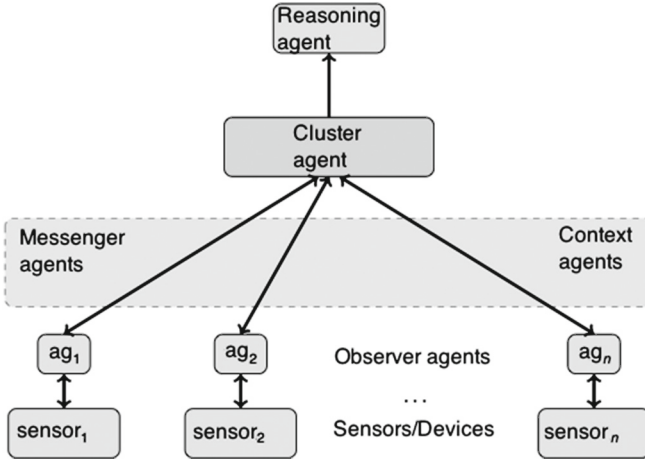 Reasoning
agent
Cluster
agent
Messenger
agents
Context
agents
ag₁
ag₂
Observer agents
agₙ
...
sensor₁
sensor₂
Sensors/Devices
sensorₙ